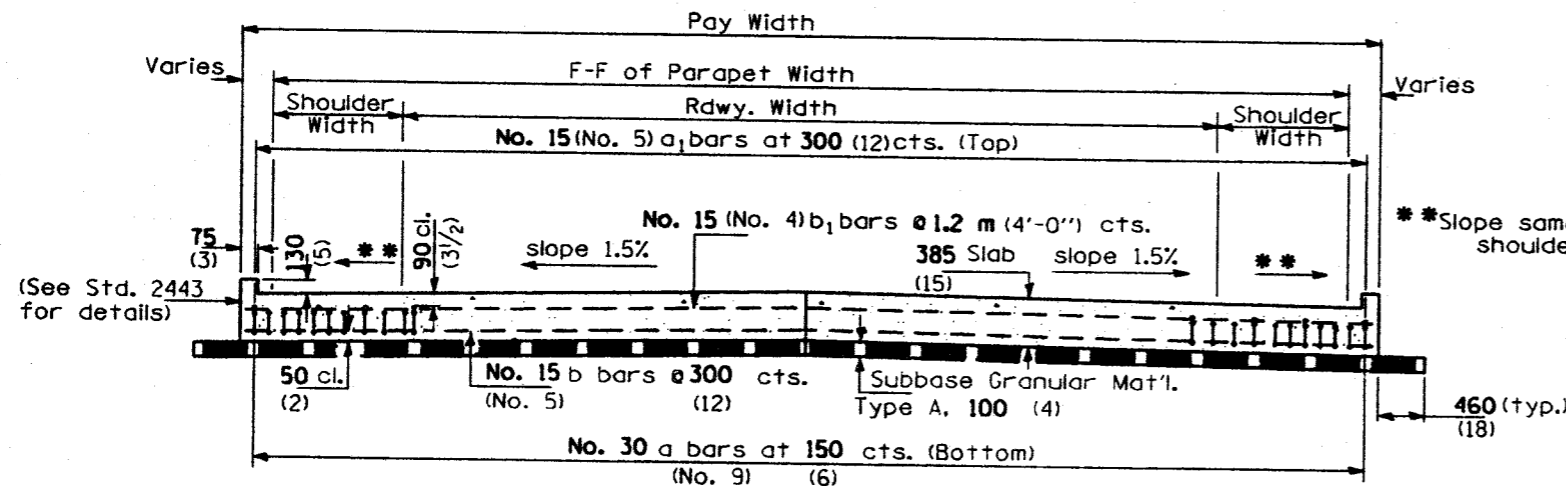 Pay Width
Varies
F-F of Parapet Width
Varies
Shoulder Width
Rdwy. Width
Shoulder Width
No. 15 (No. 5) a₁ bars at 300 (12) cts. (Top)
75
(3)
130
(5)
**
90 cl.
(3 1/2)
No. 15 (No. 4) b₁ bars @ 1.2 m (4'-0'') cts.
slope 1.5%
385 Slab
(15)
slope 1.5%
**
**Slope sam
shoulde
(See Std. 2443
for details)
50 cl.
(2)
No. 15 b bars @ 300 cts.
(No. 5) (12)
Subbase Granular Mat'l.
Type A, 100 (4)
460 (typ.)
(18)
No. 30 a bars at 150 cts. (Bottom)
(No. 9) (6)